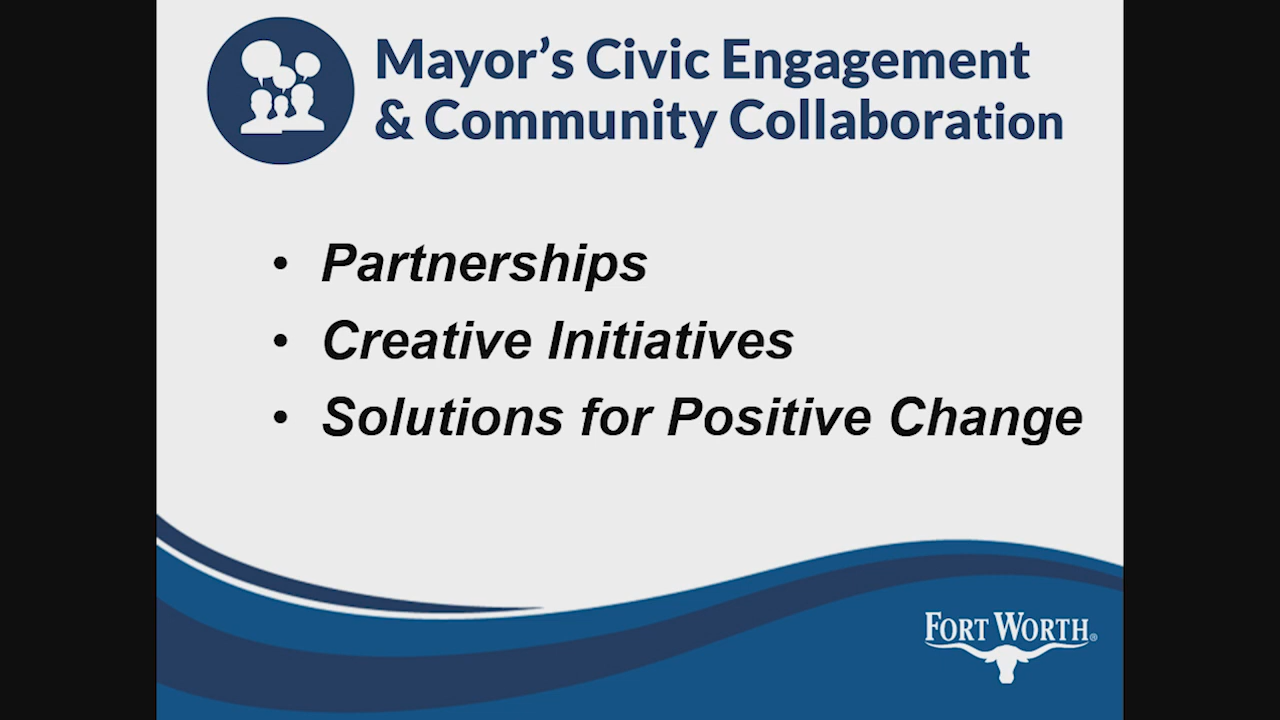 Mayor’s Civic Engagement
& Community Collaboration
• Partnerships
• Creative Initiatives
• Solutions for Positive Change
FORT WORTH®